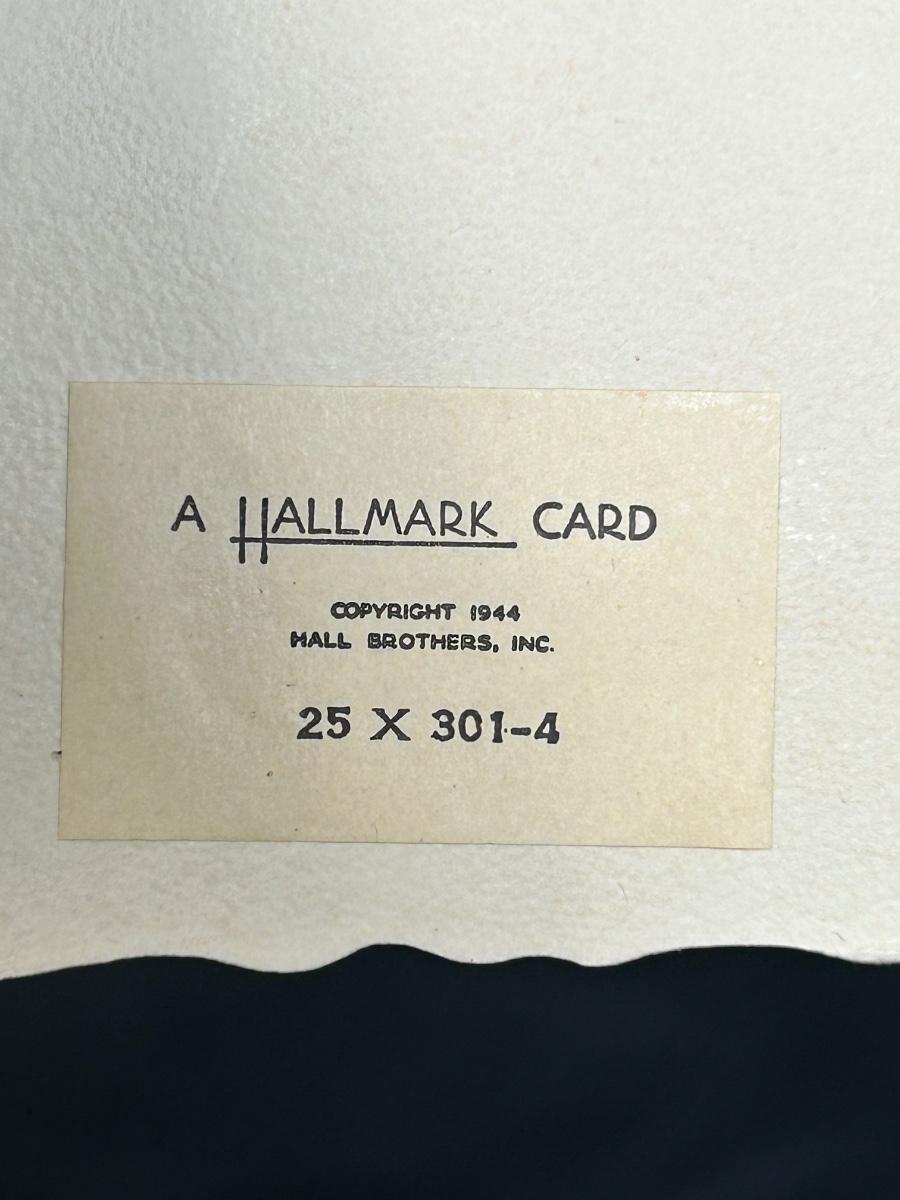 A HALLMARK CARD
COPYRIGHT 1944
HALL BROTHERS, INC.
25 X 301-4